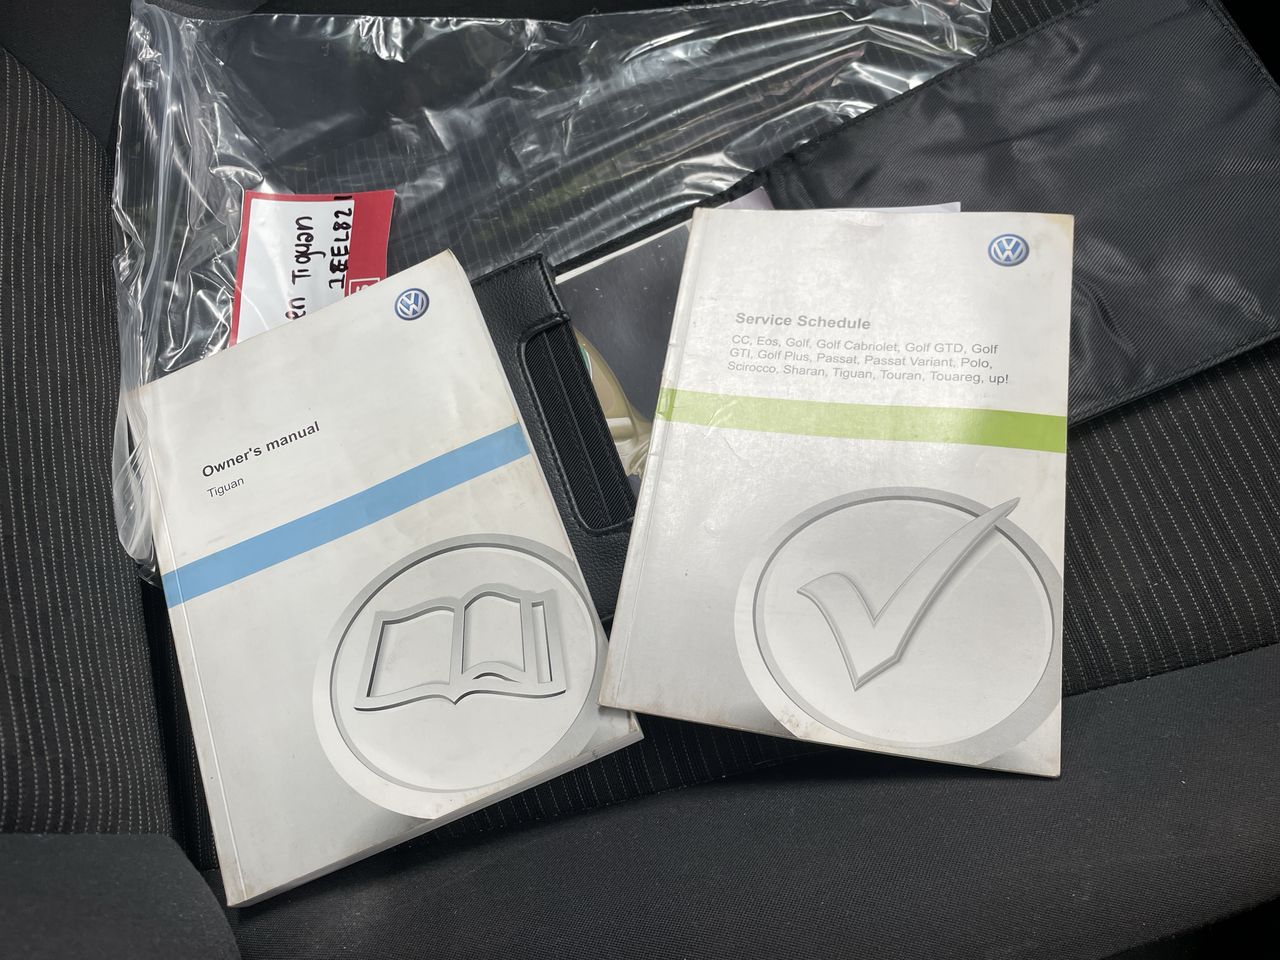 Tiguan
1EEL821
Owner's manual
Tiguan
Service Schedule
CC, Eos, Golf, Golf Cabriolet, Golf GTD, Golf
GTI, Golf Plus, Passat, Passat Variant, Polo,
Scirocco, Sharan, Tiguan, Touran, Touareg, up!